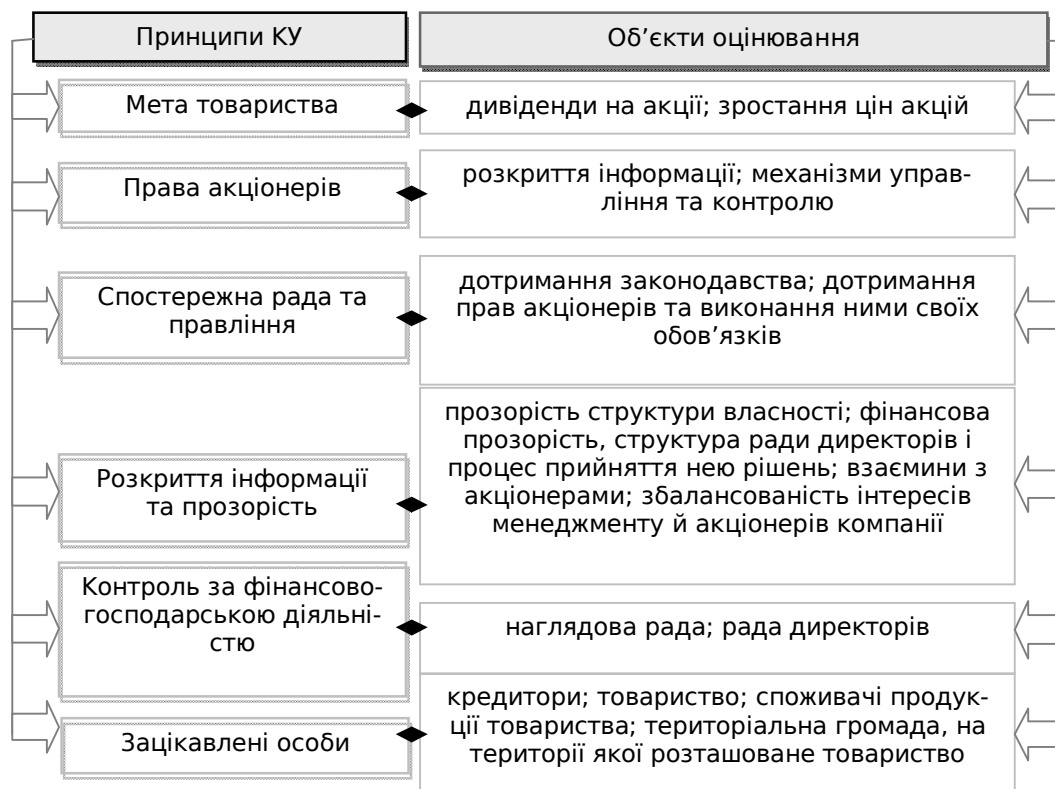 Принципи КУ
Об’єкти оцінювання
Мета товариства
дивіденди на акції; зростання цін акцій
Права акціонерів
розкриття інформації; механізми управ-
ління та контролю
Спостережна рада та
правління
дотримання законодавства; дотримання
прав акціонерів та виконання ними своїх
обов’язків
Розкриття інформації
та прозорість
прозорість структури власності; фінансова
прозорість, структура ради директорів і
процес прийняття нею рішень; взаємини з
акціонерами; збалансованість інтересів
менеджменту й акціонерів компанії
Контроль за фінансово-
господарською діяльні-
стю
наглядова рада; рада директорів
Зацікавлені особи
кредитори; товариство; споживачі продук-
ції товариства; територіальна громада, на
території якої розташоване товариство